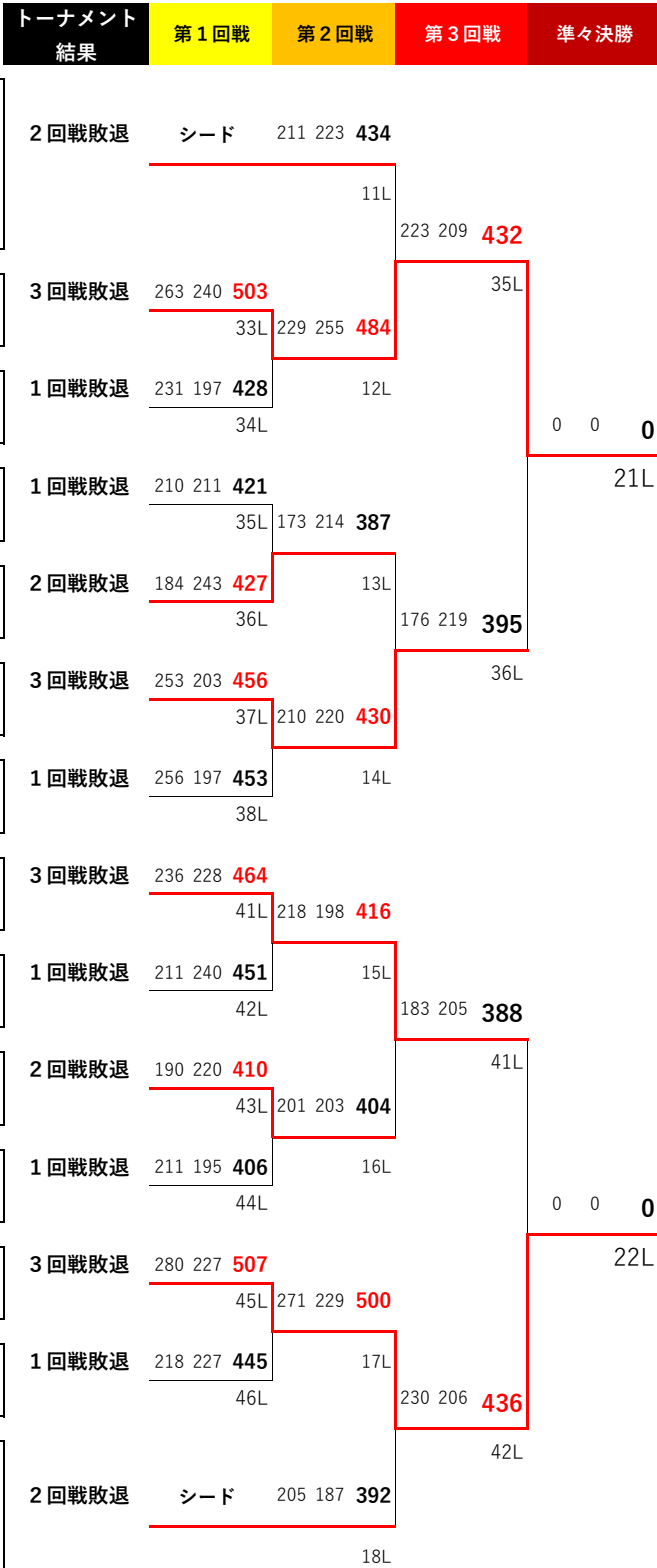 トーナメント
結果
第１回戦 第２回戦 第３回戦 準々決勝
２回戦敗退 シード 211 223 434
11L
223 209 432
３回戦敗退 263 240 503
35L
33L 229 255 484
１回戦敗退 231 197 428 12L
34L
0 0 0
21L
１回戦敗退 210 211 421
35L 173 214 387
２回戦敗退 184 243 427 13L
36L
176 219 395
36L
３回戦敗退 253 203 456
37L 210 220 430
１回戦敗退 256 197 453 14L
38L
３回戦敗退 236 228 464
41L 218 198 416
１回戦敗退 211 240 451 15L
42L
183 205 388
41L
２回戦敗退 190 220 410
43L 201 203 404
１回戦敗退 211 195 406 16L
44L
0 0 0
22L
３回戦敗退 280 227 507
45L 271 229 500
１回戦敗退 218 227 445 17L
46L
230 206 436
42L
２回戦敗退 シード 205 187 392
18L